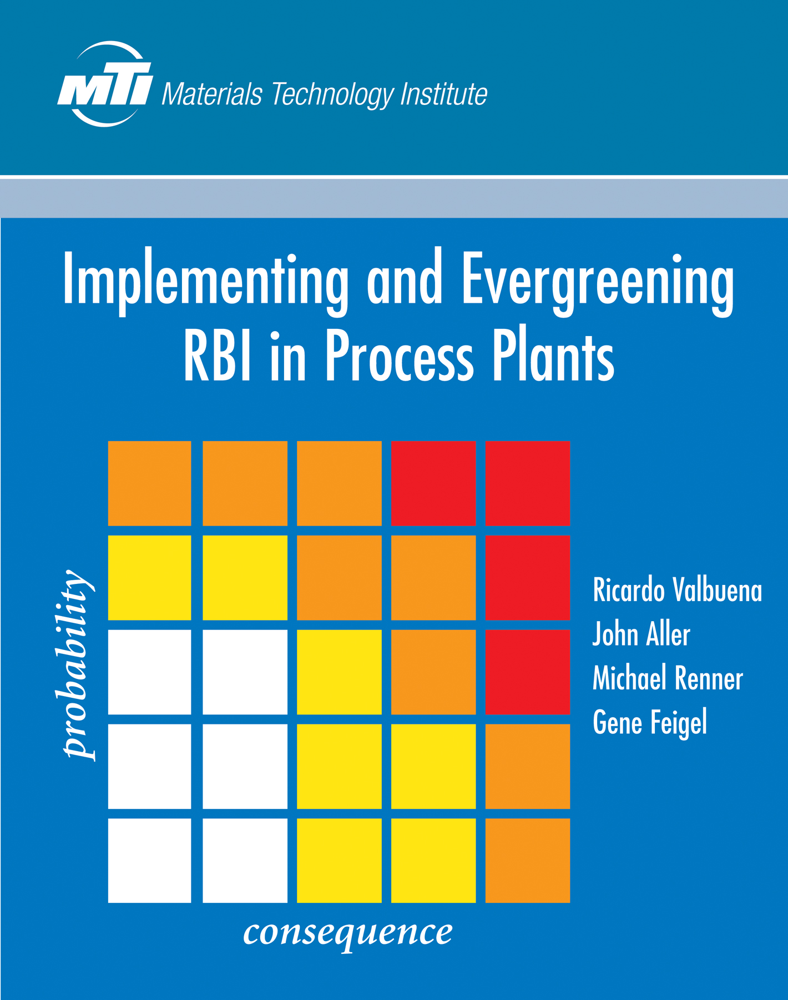 MTI Materials Technology Institute
Implementing and Evergreening
RBI in Process Plants
probability
Ricardo Valbuena
John Aller
Michael Renner
Gene Feigel
consequence